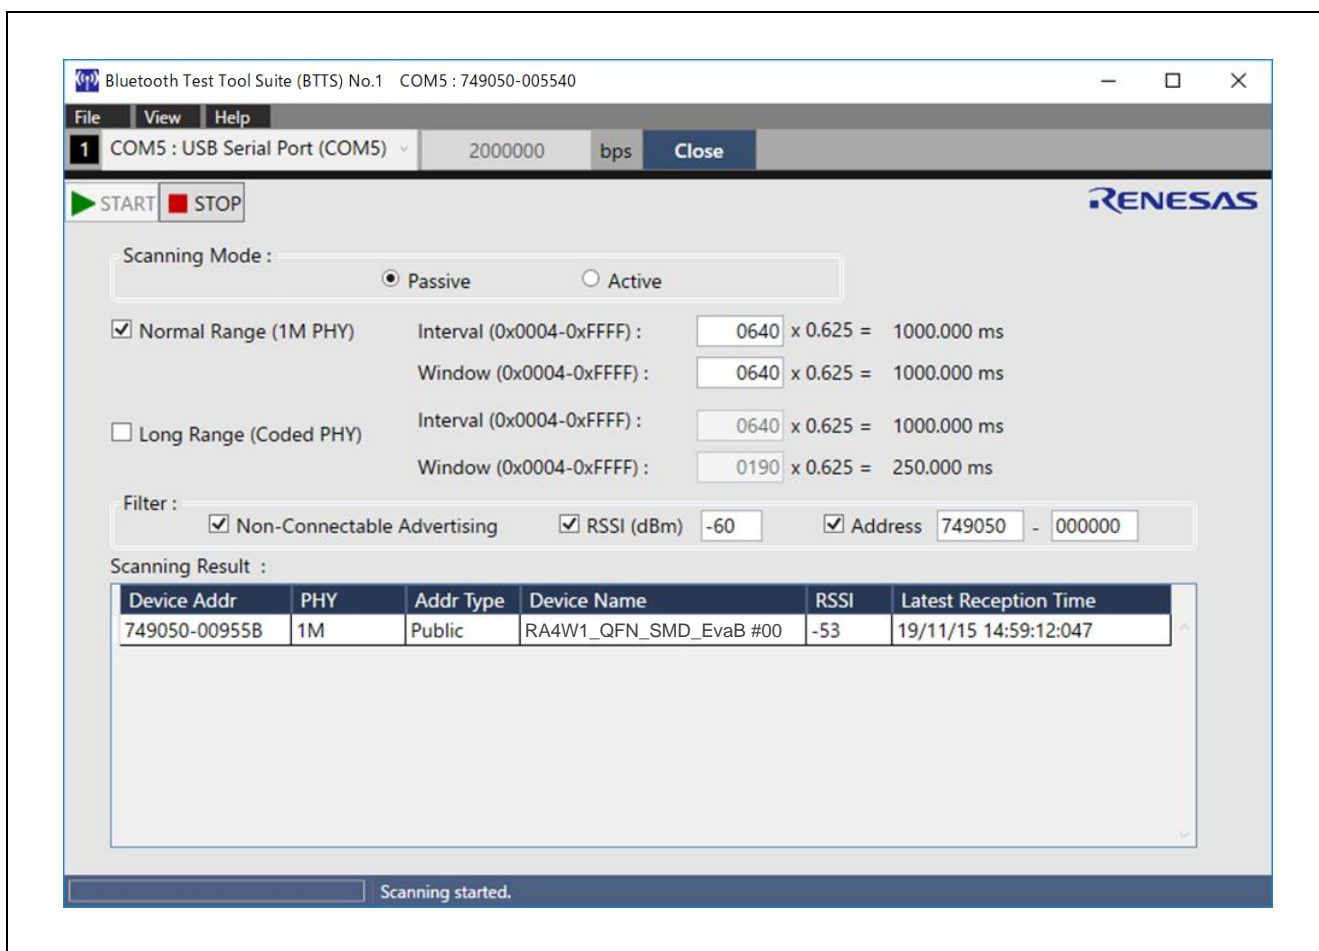 Bluetooth Test Tool Suite (BTTS) No.1 COM5 : 749050-005540
File View Help
1 COM5 : USB Serial Port (COM5) 2000000 bps Close
START STOP RENESAS
Scanning Mode :
Passive Active
Normal Range (1M PHY) Interval (0x0004-0xFFFF) : 0640 x 0.625 = 1000.000 ms
Window (0x0004-0xFFFF) : 0640 x 0.625 = 1000.000 ms
Long Range (Coded PHY) Interval (0x0004-0xFFFF) : 0640 x 0.625 = 1000.000 ms
Window (0x0004-0xFFFF) : 0190 x 0.625 = 250.000 ms
Filter :
Non-Connectable Advertising RSSI (dBm) -60 Address 749050 - 000000
Scanning Result :
Device Addr PHY Addr Type Device Name RSSI Latest Reception Time
749050-00955B 1M Public RA4W1_QFN_SMD_EvaB #00 -53 19/11/15 14:59:12:047
Scanning started.